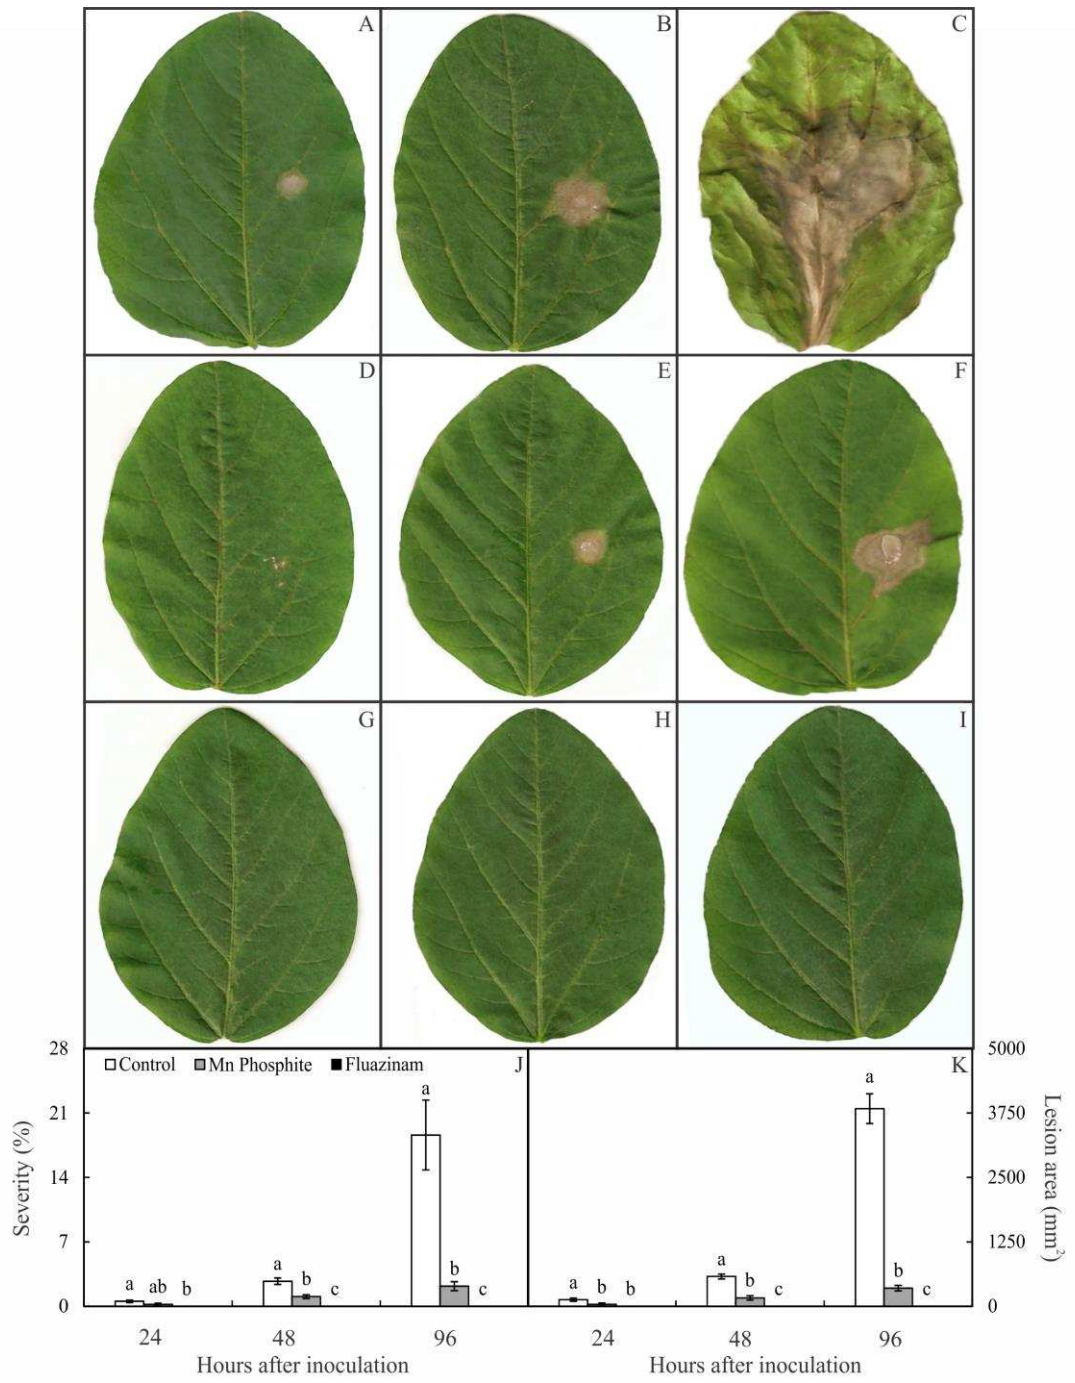 A B C
D E F
G H I
28 5000
Control Mn Phosphite Fluazinam J K
a a
21 3750
14 2500
7 1250
Severity (%)
Lesion area (mm²)
a ab b a b c b c
a b b a b c b c
0 0
24 48 96 24 48 96
Hours after inoculation Hours after inoculation